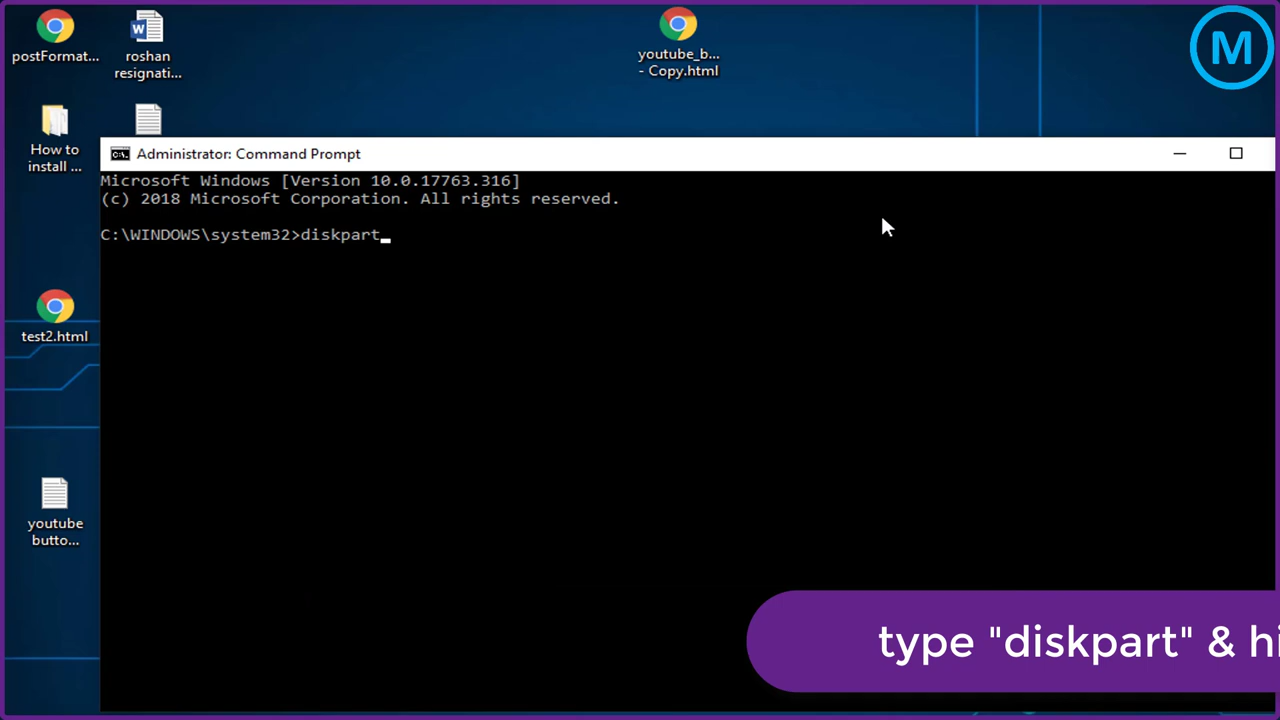 postFormat...
roshan
resignati...
youtube_b...
- Copy.html
M
How to
install ...
Administrator: Command Prompt
Microsoft Windows [Version 10.0.17763.316]
(c) 2018 Microsoft Corporation. All rights reserved.
C:\WINDOWS\system32>diskpart
test2.html
youtube
butto...
type "diskpart" & hi